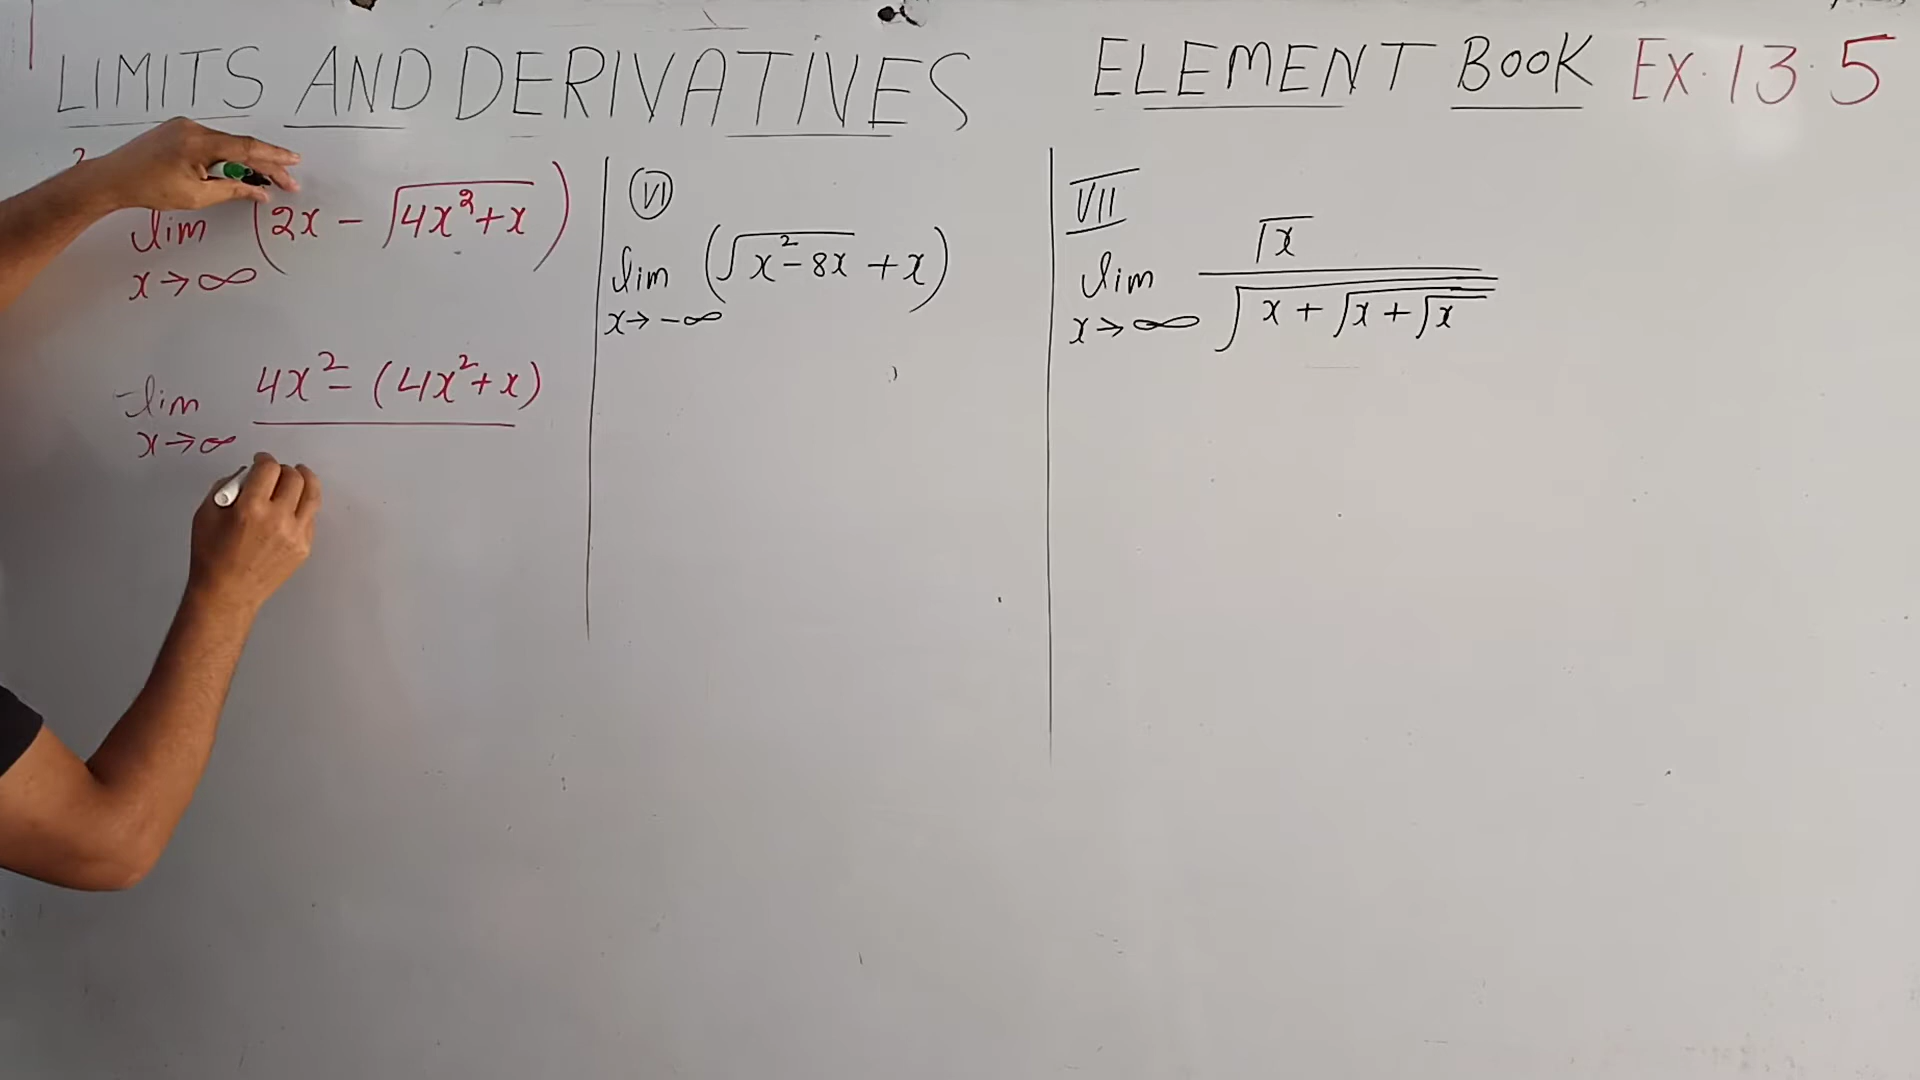 LIMITS AND DERIVATIVES
ELEMENT BOOK Ex. 13.5
lim (2x - √(4x²+x))
x→∞
lim 4x² - (4x²+x)
x→∞
VI
lim (√(x²-8x) + x)
x→-∞
VII
lim √x / √(x+√(x+√x))
x→∞